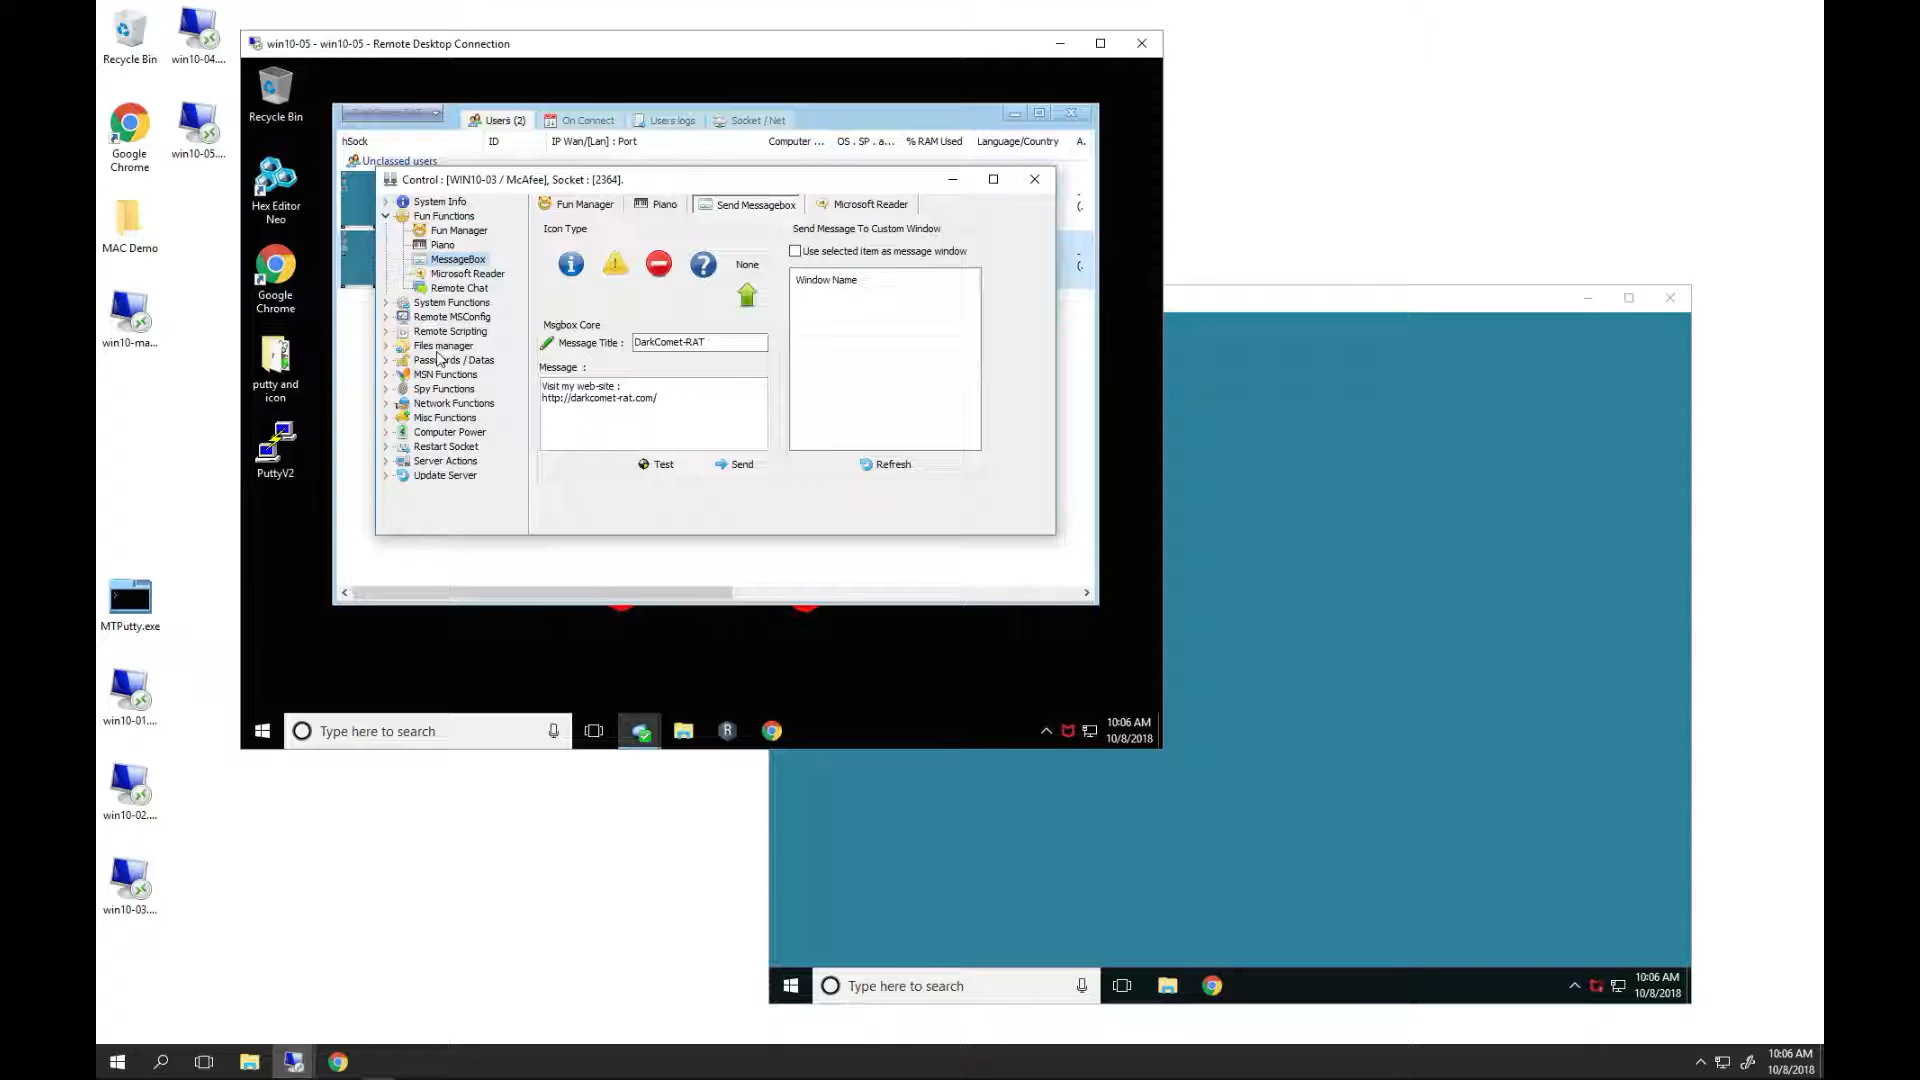 Recycle Bin
win10-04....
Google Chrome
win10-05....
MAC Demo
win10-ma...
MTPutty.exe
win10-01....
win10-02....
win10-03....
win10-05 - win10-05 - Remote Desktop Connection
Recycle Bin
Hex Editor Neo
Google Chrome
putty and icon
PuttyV2
Users (2)
On Connect
Users logs
Socket / Net
hSock
ID
IP Wan/[Lan] : Port
Computer ...
OS . SP . a...
% RAM Used
Language/Country
A.
Unclassed users
Control : [WIN10-03 / McAfee], Socket : [2364].
System Info
Fun Functions
Fun Manager
Piano
MessageBox
Microsoft Reader
Remote Chat
System Functions
Remote MSConfig
Remote Scripting
Files manager
Passwords / Datas
MSN Functions
Spy Functions
Network Functions
Misc Functions
Computer Power
Restart Socket
Server Actions
Update Server
Fun Manager
Piano
Send Messagebox
Microsoft Reader
Icon Type
None
Msgbox Core
Message Title :
DarkComet-RAT
Message :
Visit my web-site :
http://darkcomet-rat.com/
Test
Send
Send Message To Custom Window
Use selected item as message window
Window Name
Refresh
Type here to search
10:06 AM
10/8/2018
Type here to search
10:06 AM
10/8/2018
10:06 AM
10/8/2018